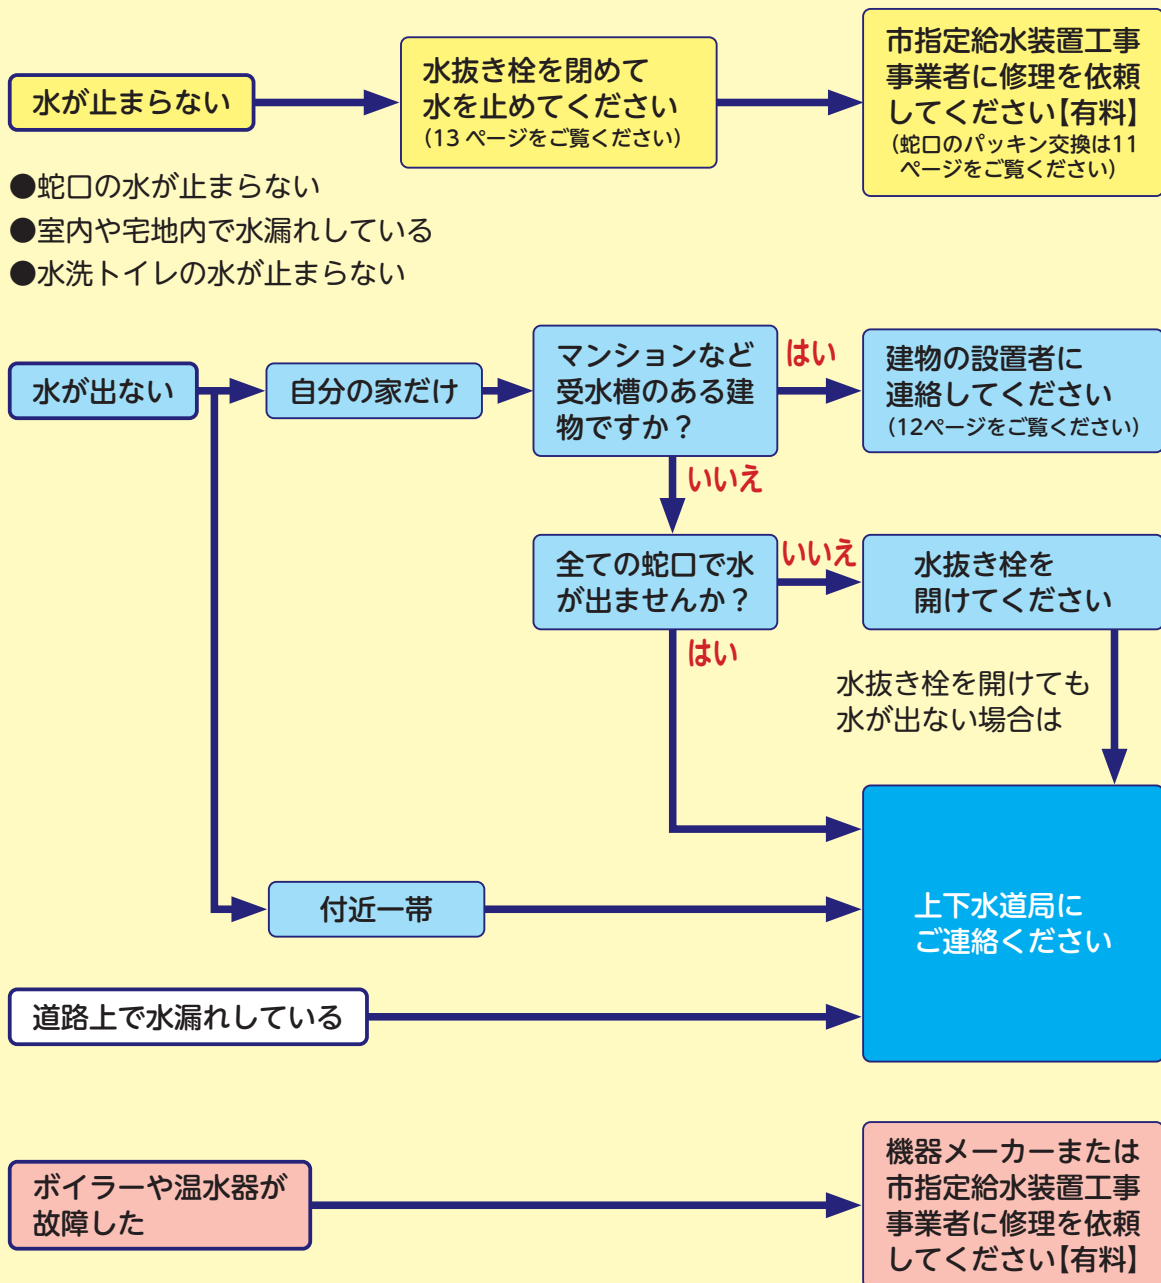 水が止まらない
水抜き栓を閉めて
水を止めてください
(13 ページをご覧ください)
市指定給水装置工事
事業者に修理を依頼
してください【有料】
(蛇口のパッキン交換は11
ページをご覧ください)
●蛇口の水が止まらない
●室内や宅地内で水漏れしている
●水洗トイレの水が止まらない
水が出ない
自分の家だけ
マンションなど
受水槽のある建
物ですか？
はい
建物の設置者に
連絡してください
(12ページをご覧ください)
いいえ
全ての蛇口で水
が出ませんか？
いいえ
水抜き栓を
開けてください
はい
水抜き栓を開けても
水が出ない場合は
付近一帯
上下水道局に
ご連絡ください
道路上で水漏れしている
ボイラーや温水器が
故障した
機器メーカーまたは
市指定給水装置工事
事業者に修理を依頼
してください【有料】